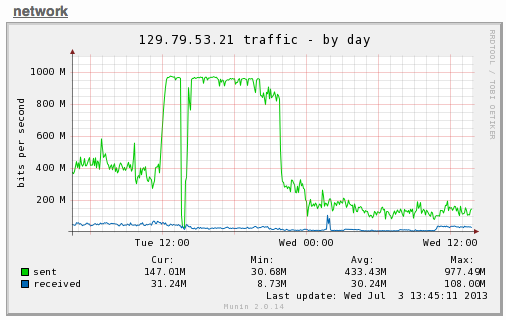 network
129.79.53.21 traffic - by day
RRDTOOL / TOBI OETIKER
bits per second
1000 M
800 M
600 M
400 M
200 M
0
Tue 12:00 Wed 00:00 Wed 12:00
Cur: Min: Avg: Max:
sent 147.01M 30.68M 433.43M 977.49M
received 31.24M 8.73M 30.24M 108.00M
Last update: Wed Jul 3 13:45:11 2013
Munin 2.0.14